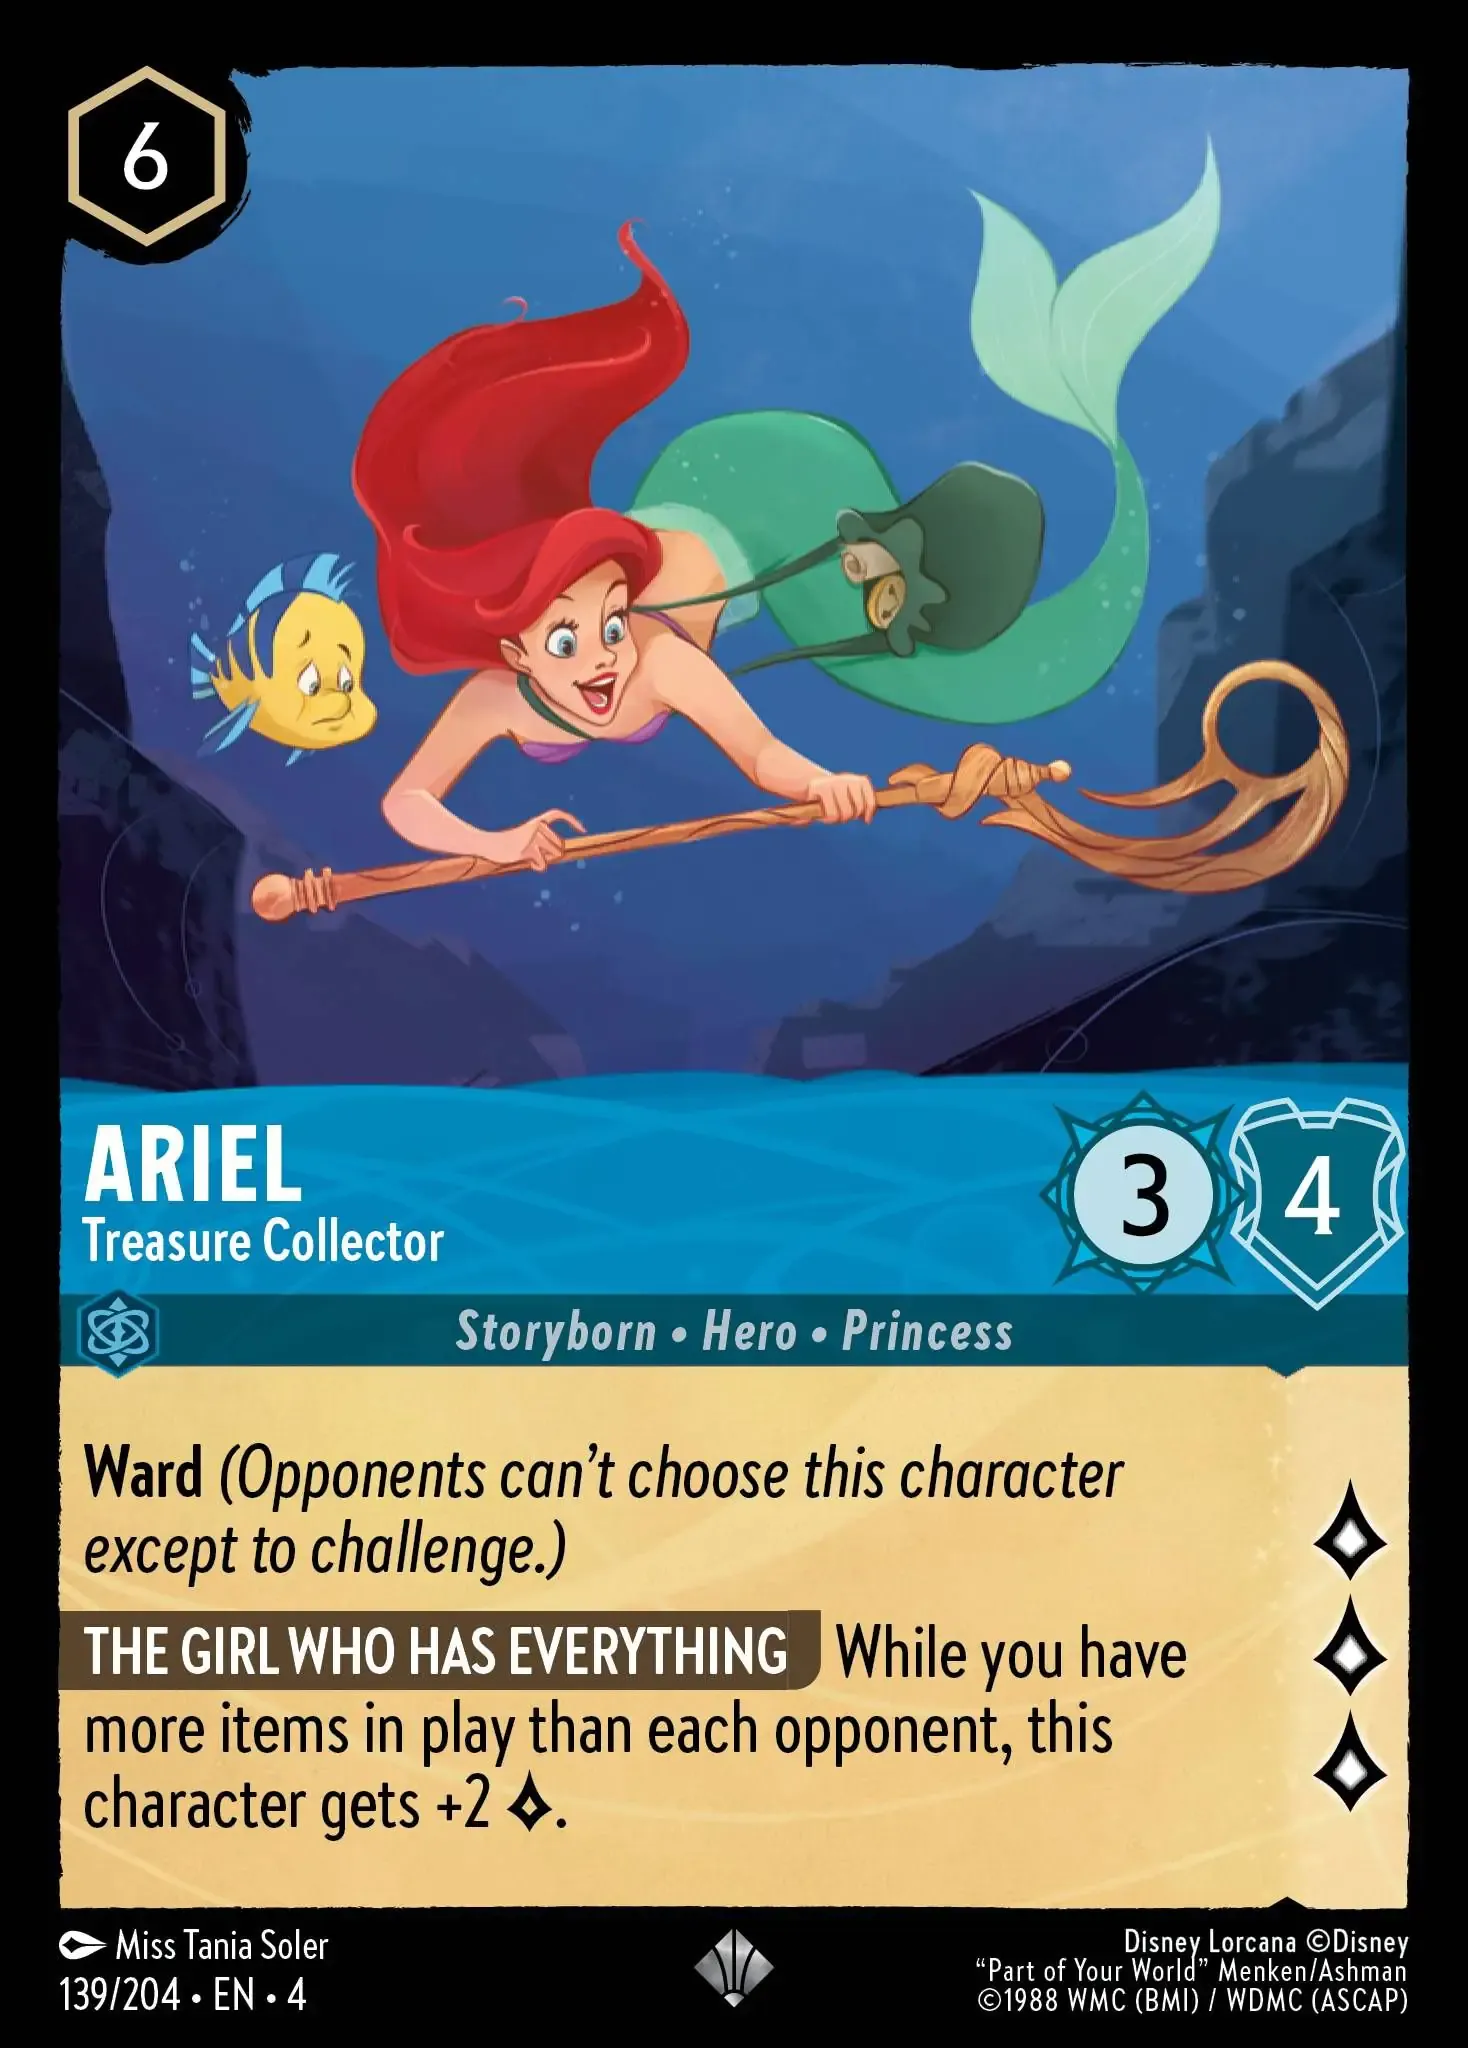 6
ARIEL
Treasure Collector
3
4
Storyborn • Hero • Princess
Ward (Opponents can't choose this character
except to challenge.)
THE GIRL WHO HAS EVERYTHING While you have
more items in play than each opponent, this
character gets +2 .
Miss Tania Soler
139/204 • EN • 4
Disney Lorcana ©Disney
“Part of Your World” Menken/Ashman
©1988 WMC (BMI) / WDMC (ASCAP)